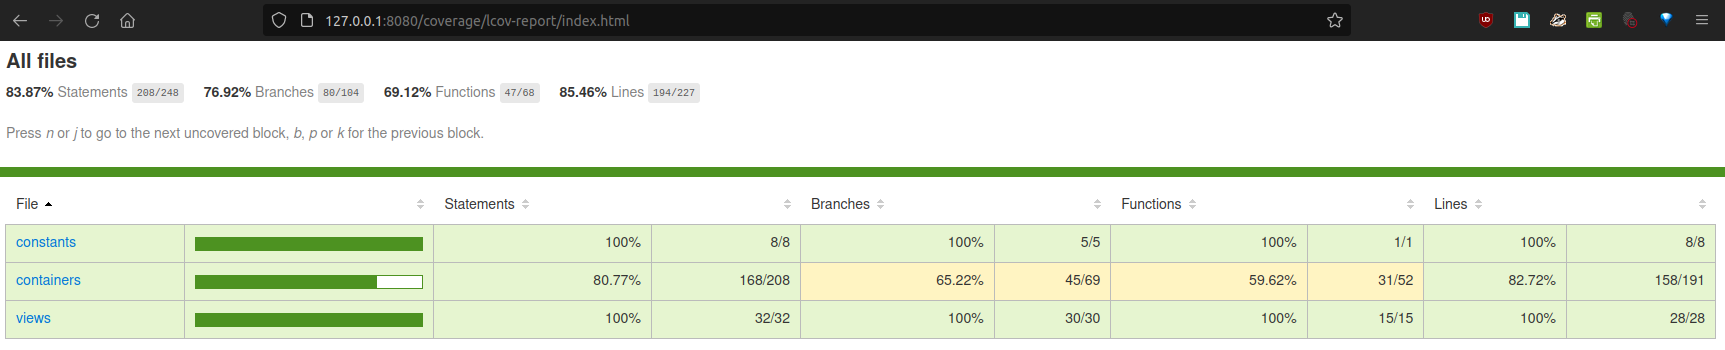 127.0.0.1:8080/coverage/lcov-report/index.html
All files
83.87% Statements 208/248 76.92% Branches 80/104 69.12% Functions 47/68 85.46% Lines 194/227
Press n or j to go to the next uncovered block, b, p or k for the previous block.
File Statements Branches Functions Lines
constants 100% 8/8 100% 5/5 100% 1/1 100% 8/8
containers 80.77% 168/208 65.22% 45/69 59.62% 31/52 82.72% 158/191
views 100% 32/32 100% 30/30 100% 15/15 100% 28/28